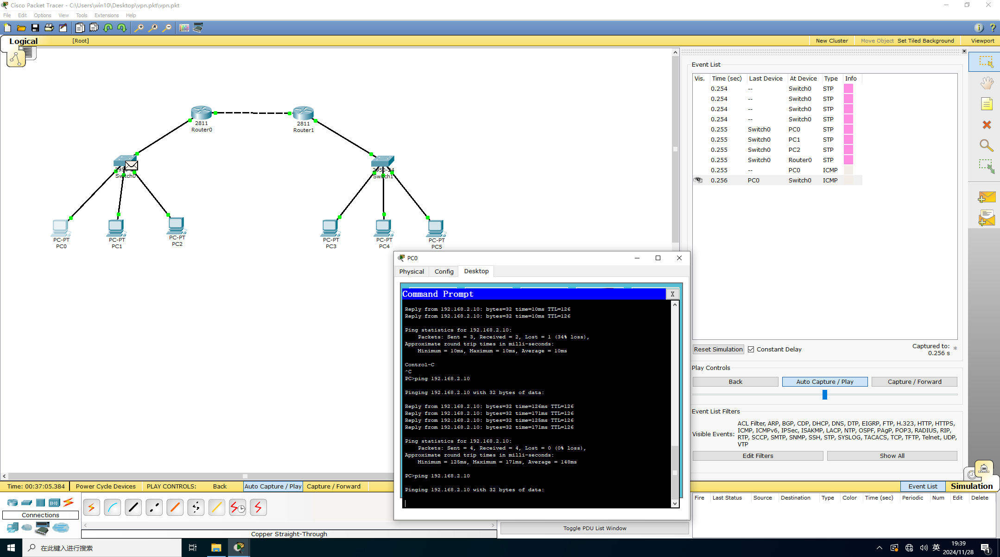 Cisco Packet Tracer - C:\Users\win10\Desktop\vpn.pkt\vpn.pkt
File Edit Options View Tools Extensions Help
Logical [Root] New Cluster Move Object Set Tiled Background Viewport
2811
Router0
2811
Router1
2950-24
Switch0
2950-24
Switch1
PC-PT
PC0
PC-PT
PC1
PC-PT
PC2
PC-PT
PC3
PC-PT
PC4
PC-PT
PC5
Event List
Vis. Time (sec) Last Device At Device Type Info
0.254 -- Switch0 STP
0.254 -- Switch0 STP
0.254 -- Switch0 STP
0.254 -- Switch0 STP
0.255 Switch0 PC0 STP
0.255 Switch0 PC1 STP
0.255 Switch0 PC2 STP
0.255 Switch0 Router0 STP
0.255 -- PC0 ICMP
0.256 PC0 Switch0 ICMP
Reset Simulation Constant Delay Captured to: *
0.256 s
Play Controls
Back Auto Capture / Play Capture / Forward
Event List Filters
Visible Events: ACL Filter, ARP, BGP, CDP, DHCP, DNS, DTP, EIGRP, FTP, H.323, HTTP, HTTPS,
ICMP, ICMPv6, IPSec, ISAKMP, LACP, NTP, OSPF, PAgP, POP3, RADIUS, RIP,
RTP, SCCP, SMTP, SNMP, SSH, STP, SYSLOG, TACACS, TCP, TFTP, Telnet, UDP,
VTP
Edit Filters Show All
PC0
Physical Config Desktop
Command Prompt X
Reply from 192.168.2.10: bytes=32 time=10ms TTL=126
Reply from 192.168.2.10: bytes=32 time=10ms TTL=126
Ping statistics for 192.168.2.10:
Packets: Sent = 3, Received = 2, Lost = 1 (34% loss),
Approximate round trip times in milli-seconds:
Minimum = 10ms, Maximum = 10ms, Average = 10ms
Control-C
^C
PC>ping 192.168.2.10
Pinging 192.168.2.10 with 32 bytes of data:
Reply from 192.168.2.10: bytes=32 time=126ms TTL=126
Reply from 192.168.2.10: bytes=32 time=171ms TTL=126
Reply from 192.168.2.10: bytes=32 time=125ms TTL=126
Reply from 192.168.2.10: bytes=32 time=171ms TTL=126
Ping statistics for 192.168.2.10:
Packets: Sent = 4, Received = 4, Lost = 0 (0% loss),
Approximate round trip times in milli-seconds:
Minimum = 125ms, Maximum = 171ms, Average = 148ms
PC>ping 192.168.2.10
Pinging 192.168.2.10 with 32 bytes of data:
Time: 00:37:05.384 Power Cycle Devices PLAY CONTROLS: Back Auto Capture / Play Capture / Forward
Event List Simulation
Connections
Copper Straight-Through
Toggle PDU List Window
Fire Last Status Source Destination Type Color Time (sec) Periodic Num Edit Delete
在此键入进行搜索
英
19:39
2024/11/28
1